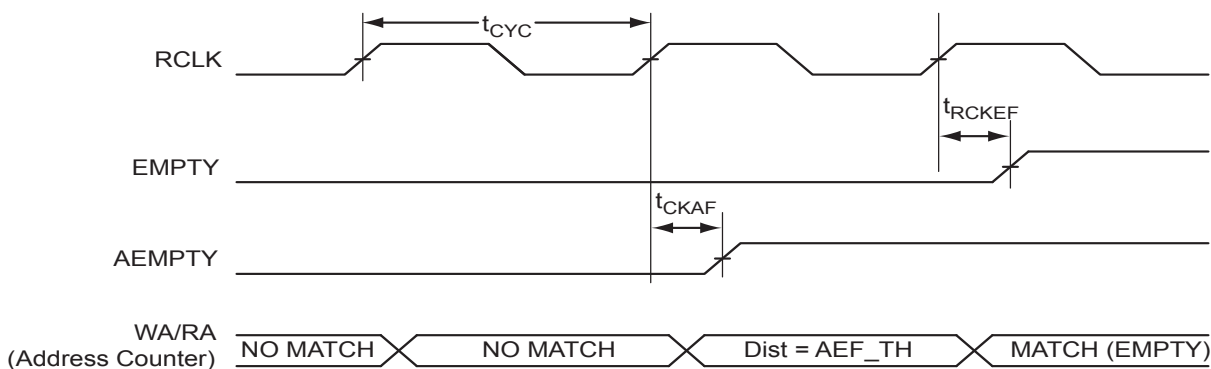 tCYC
RCLK
tRCKEF
EMPTY
tCKAF
AEMPTY
WA/RA
(Address Counter)
NO MATCH NO MATCH Dist = AEF_TH MATCH (EMPTY)